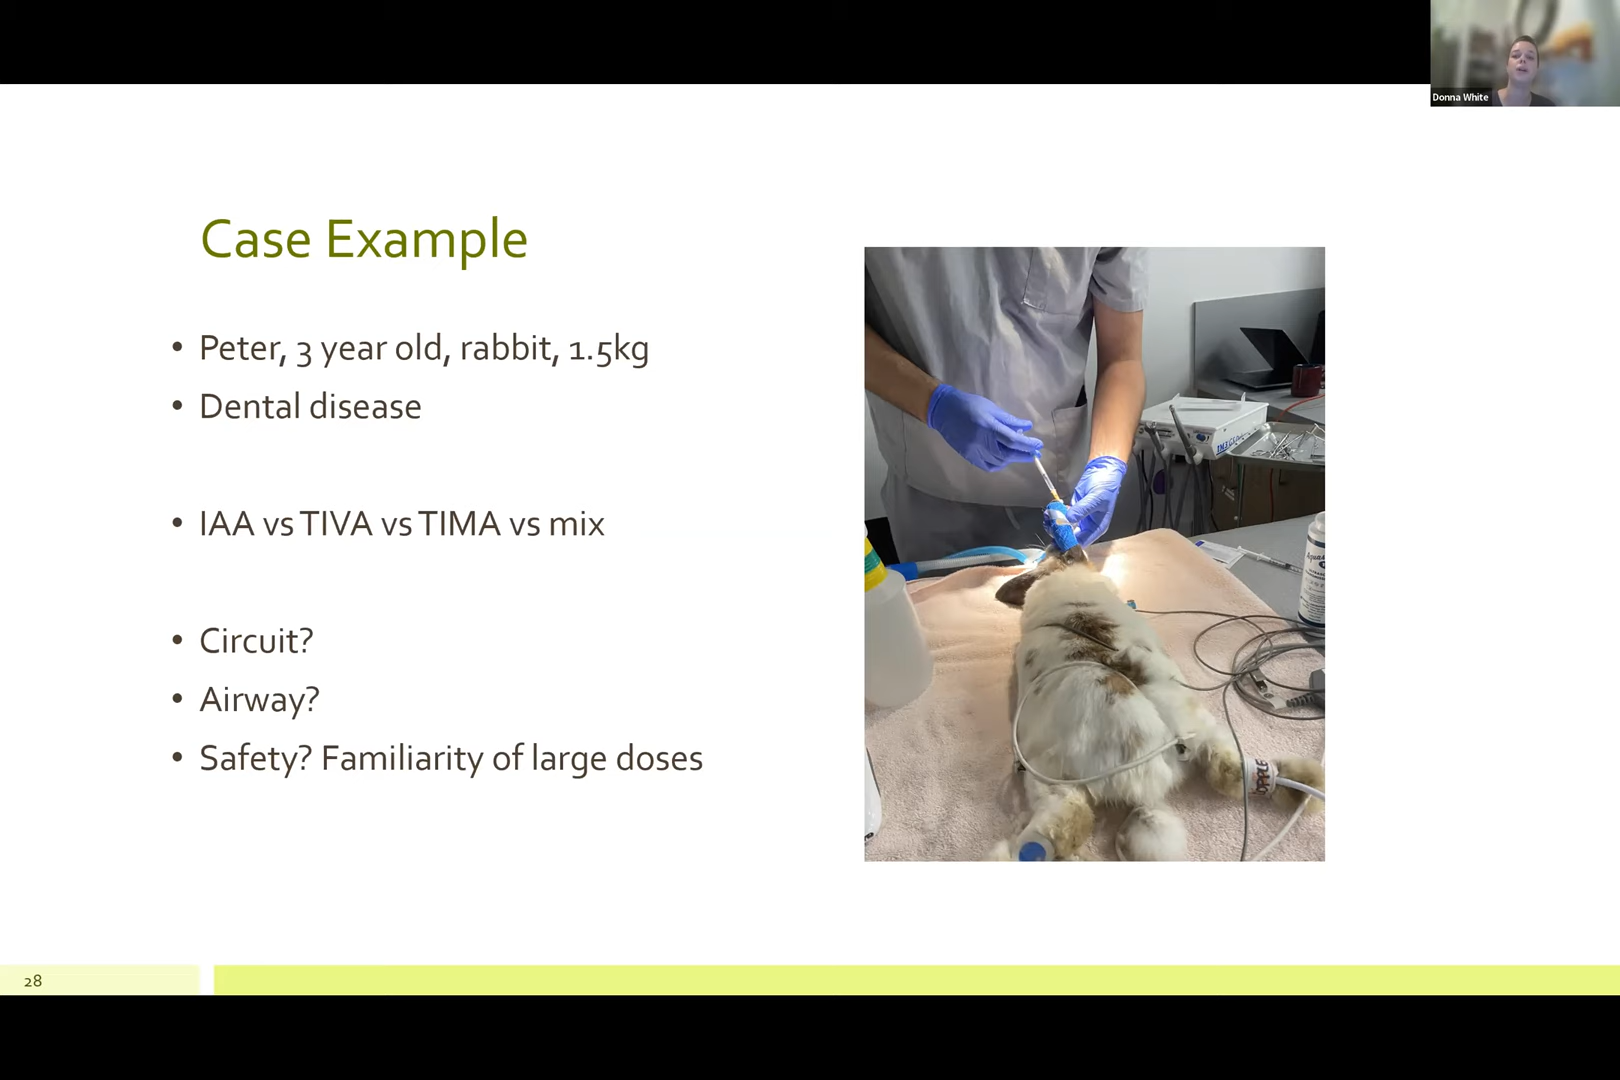 Donna White
Case Example
• Peter, 3 year old, rabbit, 1.5kg
• Dental disease
• IAA vs TIVA vs TIMA vs mix
• Circuit?
• Airway?
• Safety? Familiarity of large doses
28